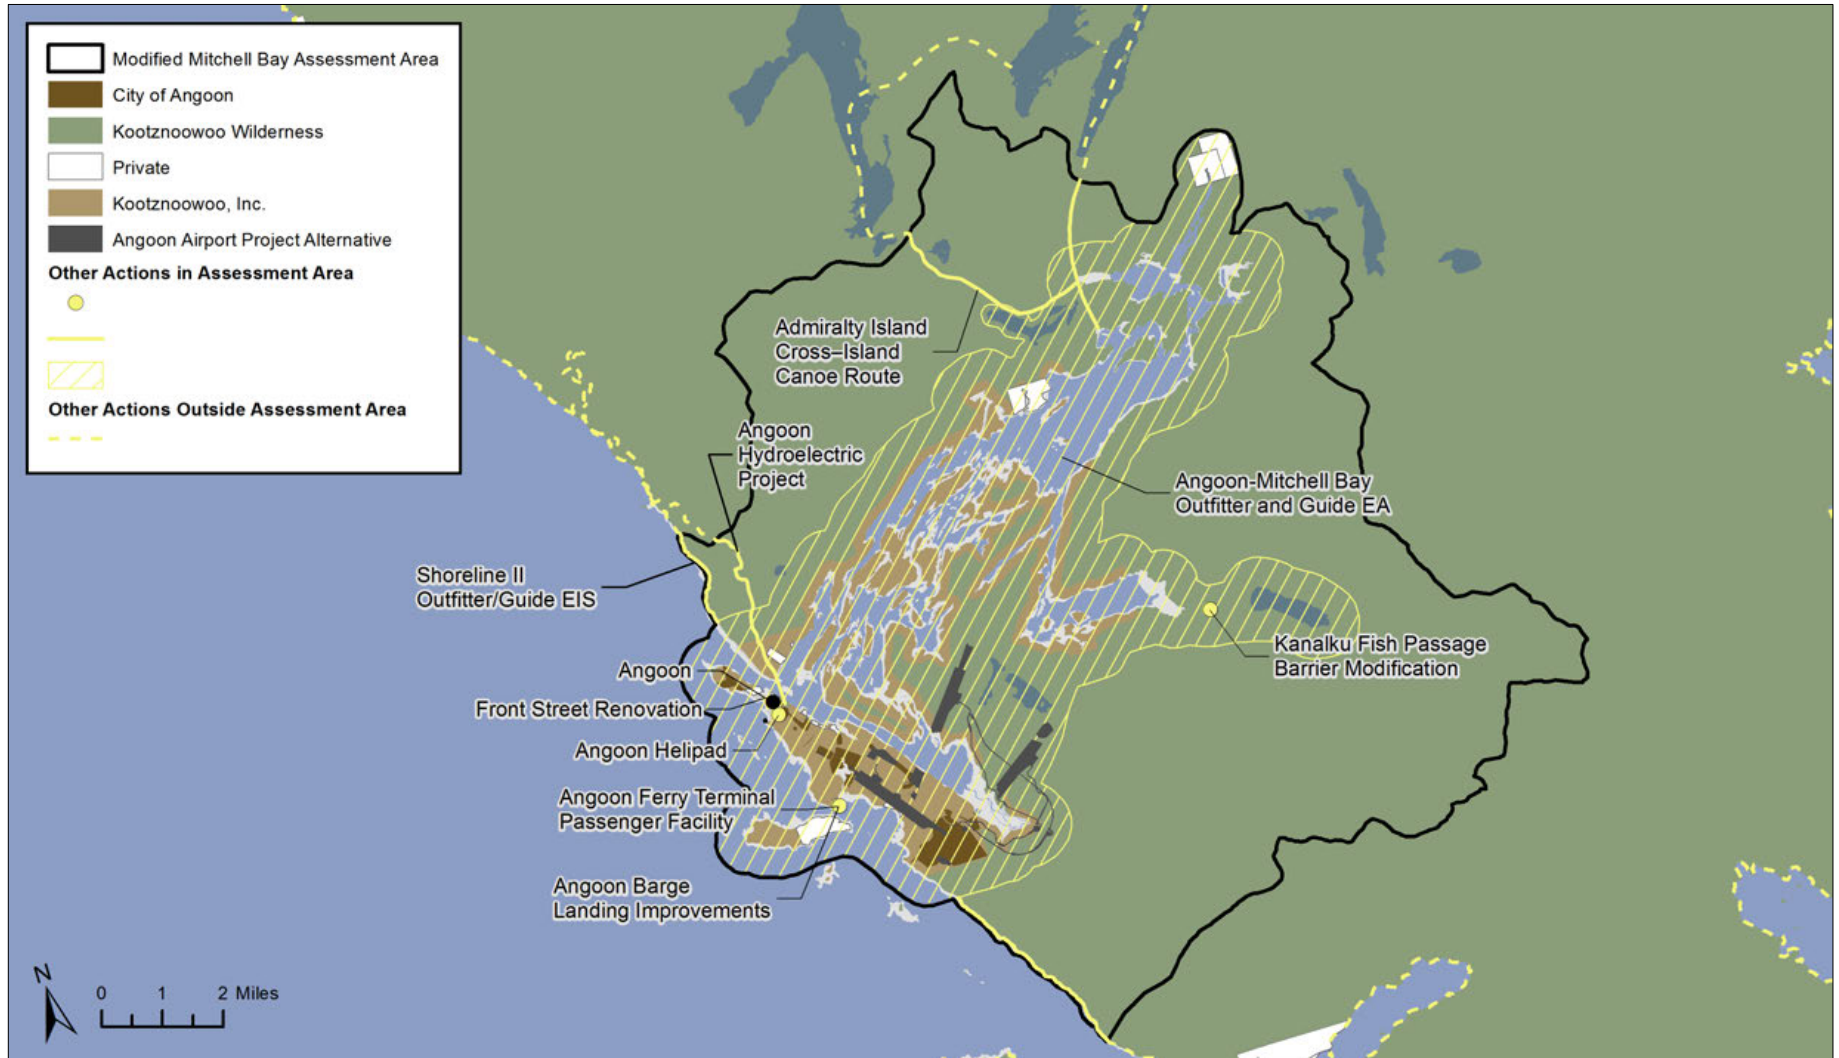 Modified Mitchell Bay Assessment Area
City of Angoon
Kootznoowoo Wilderness
Private
Kootznoowoo, Inc.
Angoon Airport Project Alternative
Other Actions in Assessment Area
Other Actions Outside Assessment Area
Admiralty Island
Cross–Island
Canoe Route
Angoon
Hydroelectric
Project
Angoon-Mitchell Bay
Outfitter and Guide EA
Shoreline II
Outfitter/Guide EIS
Kanalku Fish Passage
Barrier Modification
Angoon
Front Street Renovation
Angoon Helipad
Angoon Ferry Terminal
Passenger Facility
Angoon Barge
Landing Improvements
N
0 1 2 Miles